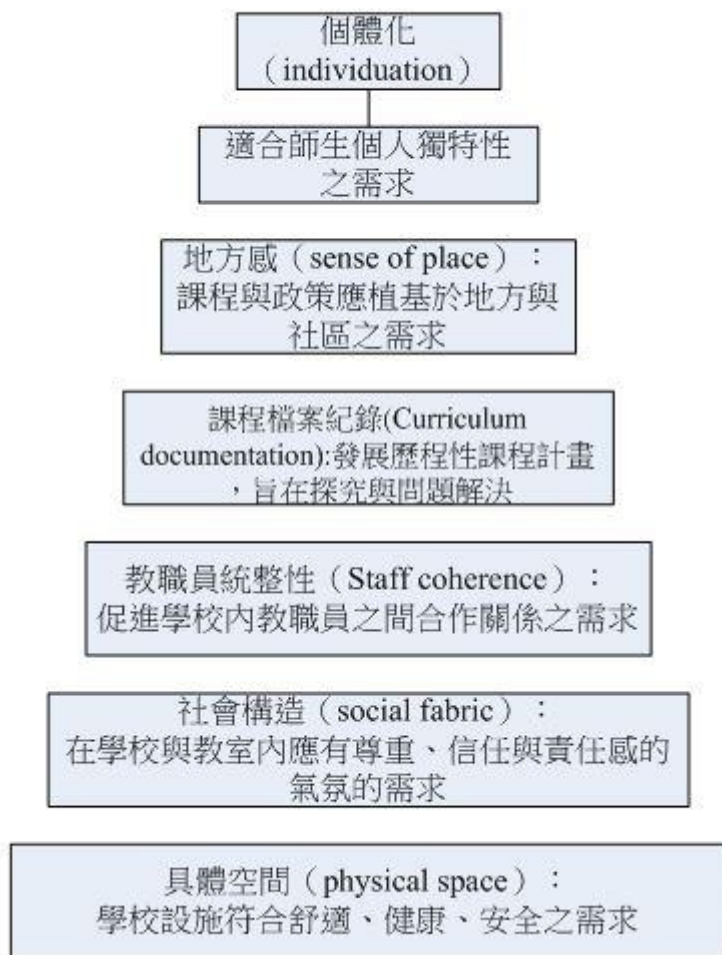 個體化
（individuation）
適合師生個人獨特性
之需求
地方感（sense of place）：
課程與政策應植基於地方與
社區之需求
課程檔案紀錄(Curriculum
documentation):發展歷程性課程計畫
，旨在探究與問題解決
教職員統整性（Staff coherence）：
促進學校內教職員之間合作關係之需求
社會構造（social fabric）：
在學校與教室內應有尊重、信任與責任感的
氣氛的需求
具體空間（physical space）：
學校設施符合舒適、健康、安全之需求